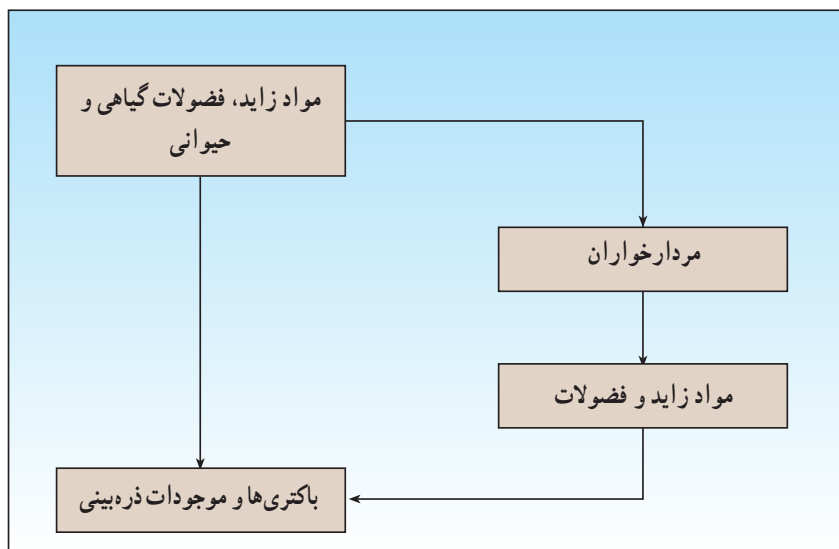 مواد زاید، فضولات گیاهی و
حیوانی
مردارخواران
مواد زاید و فضولات
باکتری‌ها و موجودات ذره‌بینی